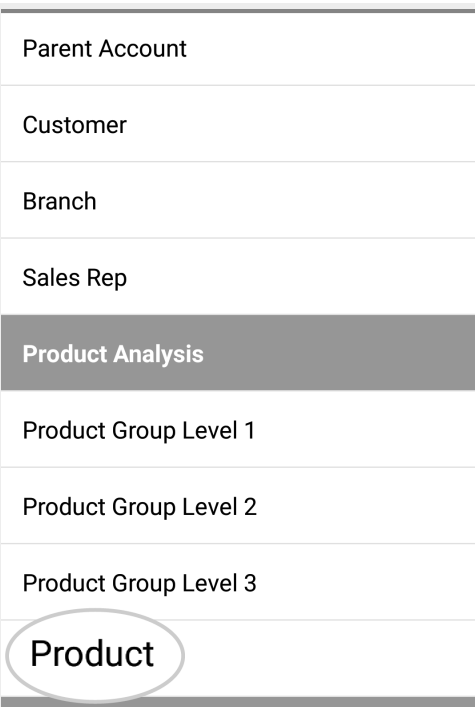 Parent Account
Customer
Branch
Sales Rep
Product Analysis
Product Group Level 1
Product Group Level 2
Product Group Level 3
Product